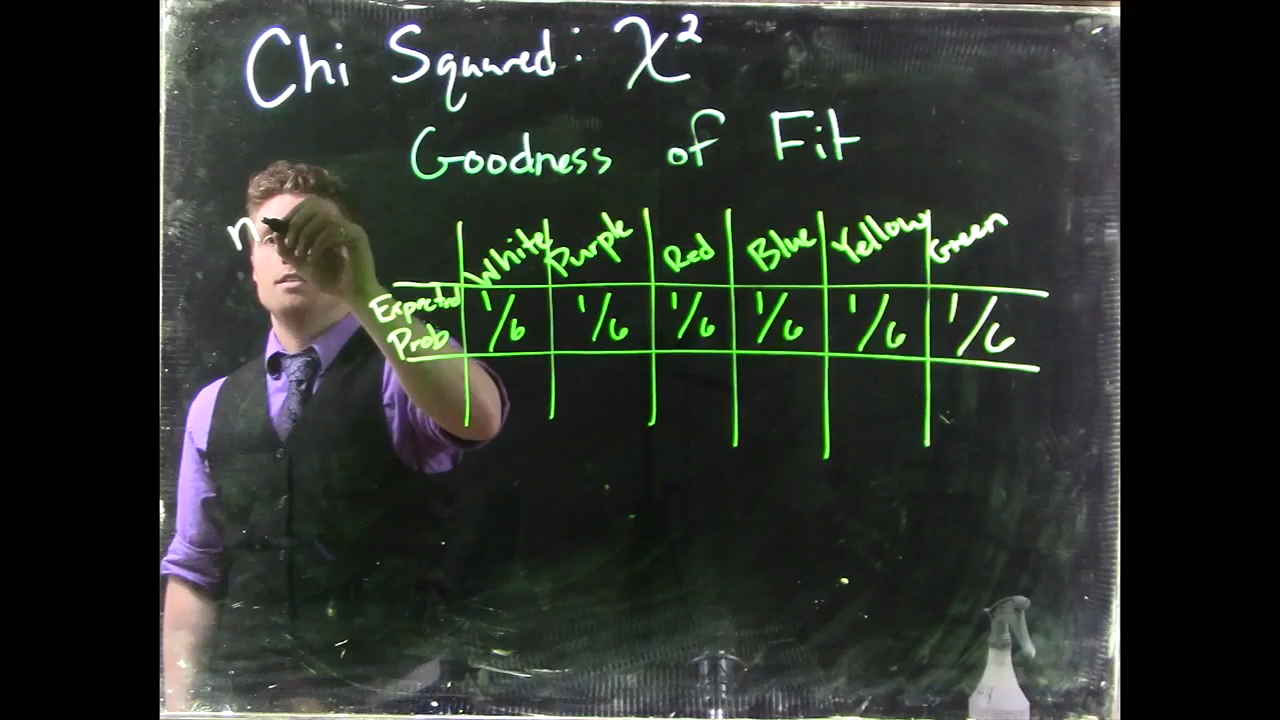 Chi Squared: χ²
Goodness of Fit
n
White Purple Red Blue Yellow Green
Expected Prob 1/6 1/6 1/6 1/6 1/6 1/6